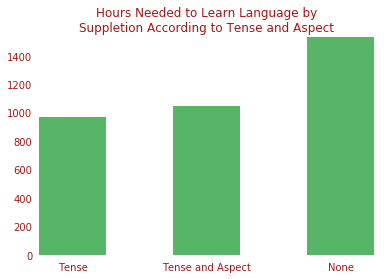 Hours Needed to Learn Language by
Suppletion According to Tense and Aspect
1400
1200
1000
800
600
400
200
0
Tense
Tense and Aspect
None